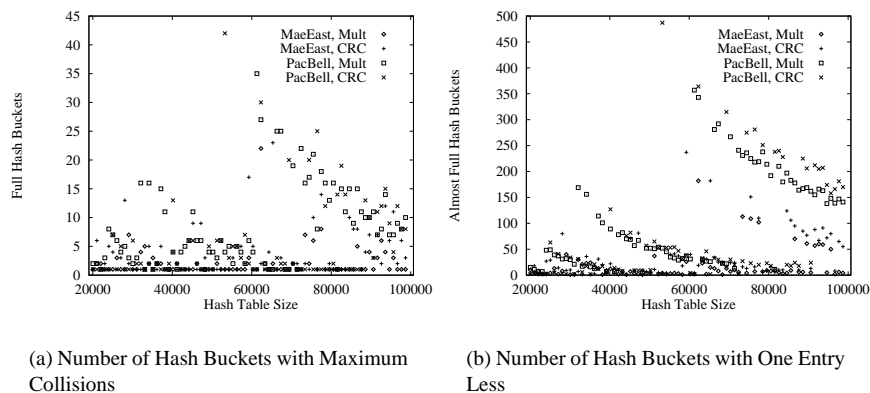 45
40
35
30
25
20
15
10
5
0
Full Hash Buckets
20000 40000 60000 80000 100000
Hash Table Size
MaeEast, Mult
MaeEast, CRC
PacBell, Mult
PacBell, CRC
(a) Number of Hash Buckets with Maximum
Collisions
500
450
400
350
300
250
200
150
100
50
0
Almost Full Hash Buckets
20000 40000 60000 80000 100000
Hash Table Size
MaeEast, Mult
MaeEast, CRC
PacBell, Mult
PacBell, CRC
(b) Number of Hash Buckets with One Entry
Less